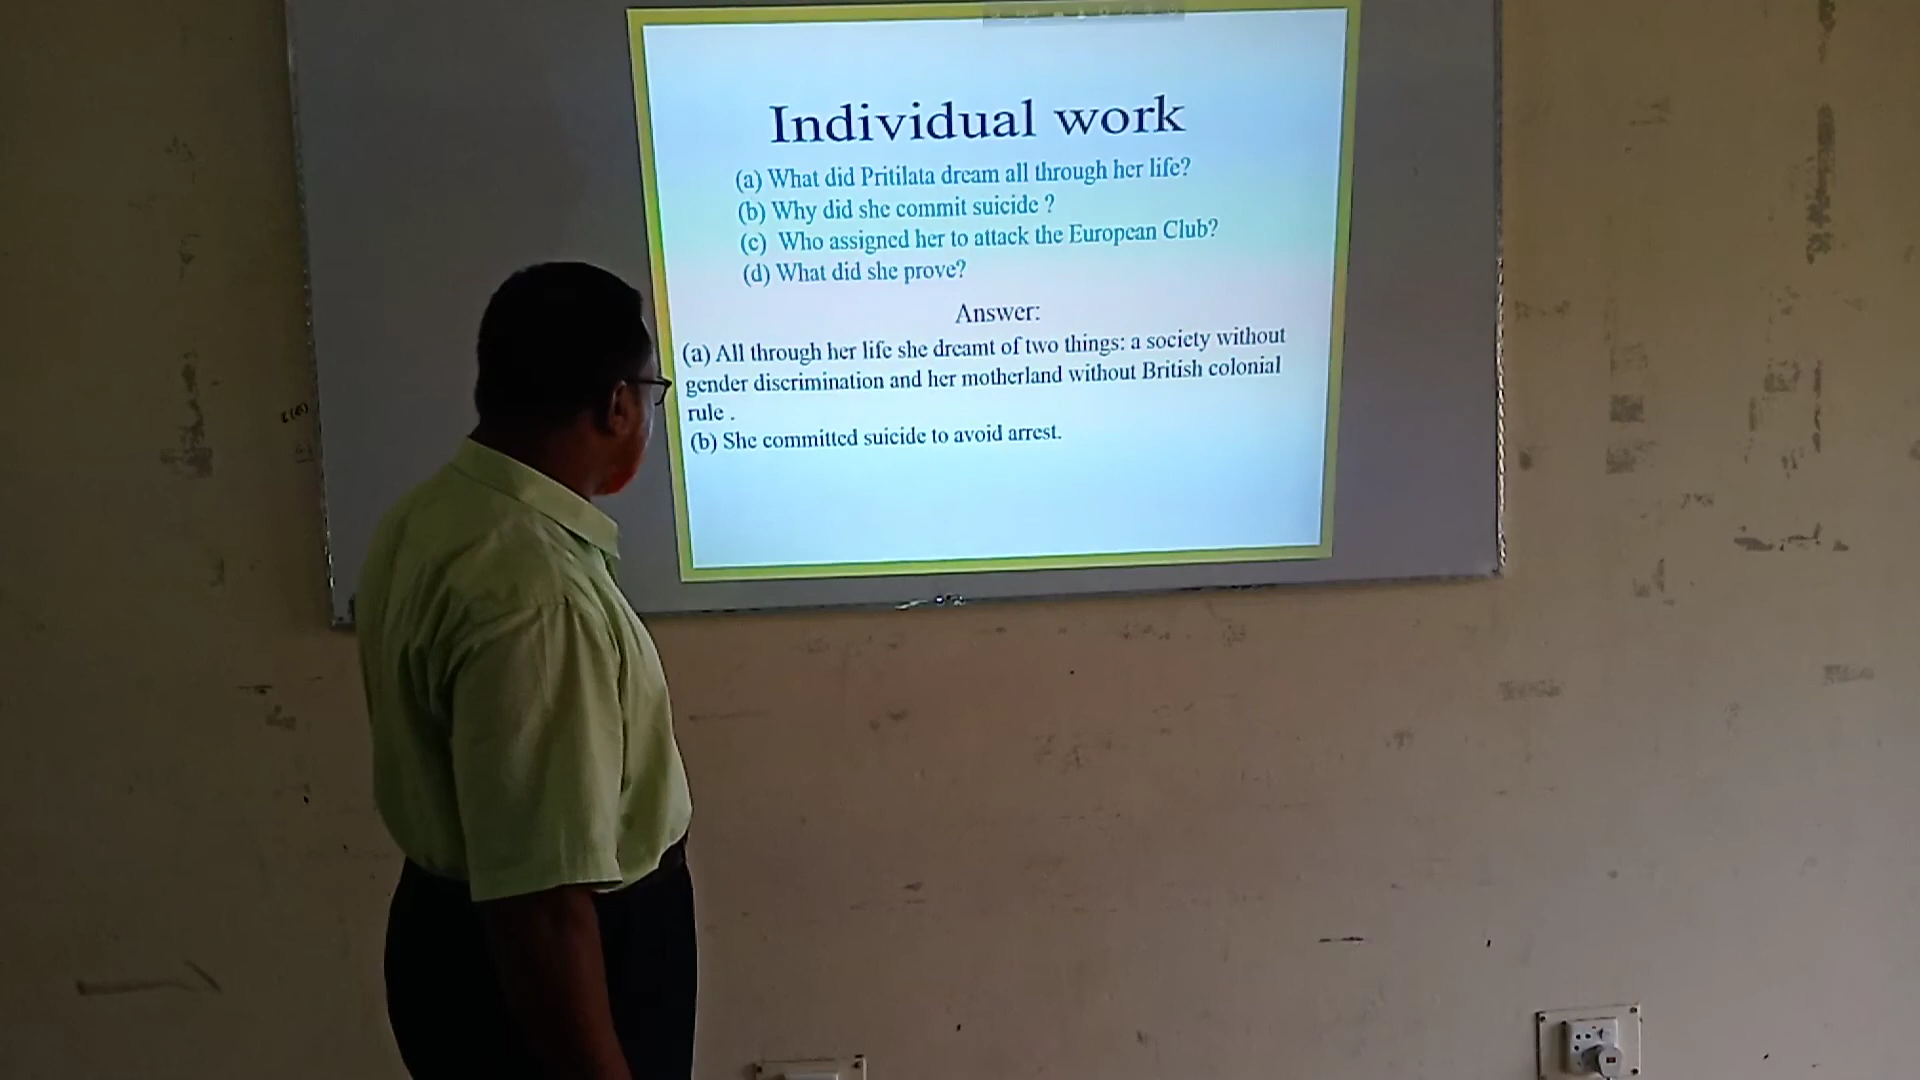 Individual work
(a) What did Pritilata dream all through her life?
(b) Why did she commit suicide ?
(c) Who assigned her to attack the European Club?
(d) What did she prove?
Answer:
(a) All through her life she dreamt of two things: a society without
gender discrimination and her motherland without British colonial
rule .
(b) She committed suicide to avoid arrest.